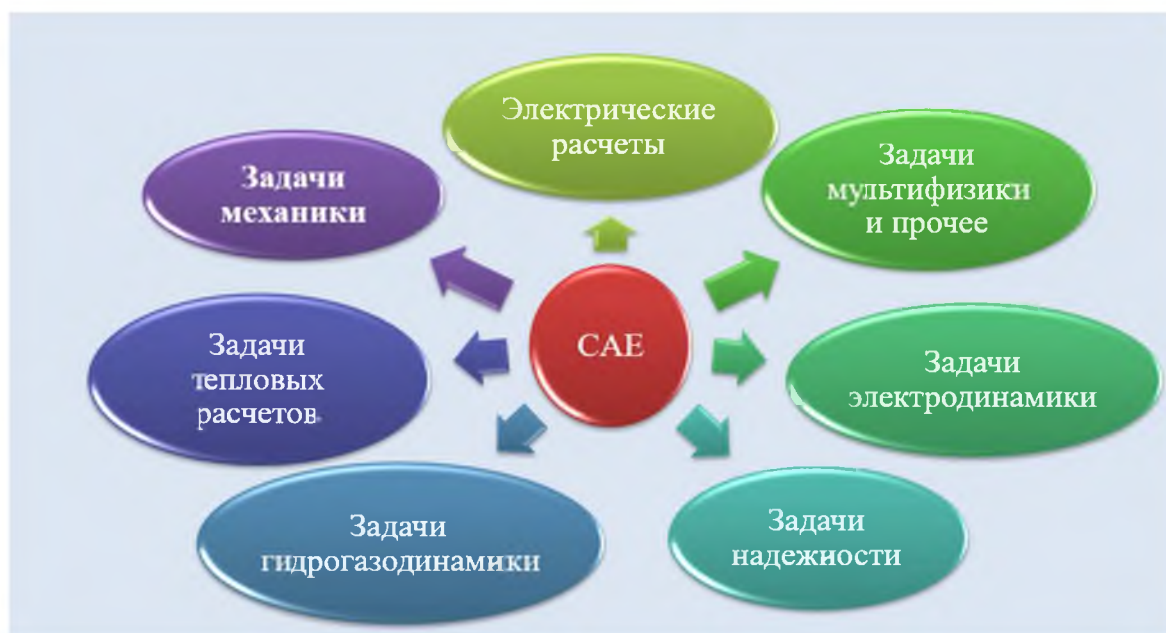 Электрические
расчеты
Задачи
мультифизики
и прочее
Задачи
механики
CAE
Задачи
тепловых
расчетов
Задачи
электродинамики
Задачи
гидрогазодинамики
Задачи
надежности